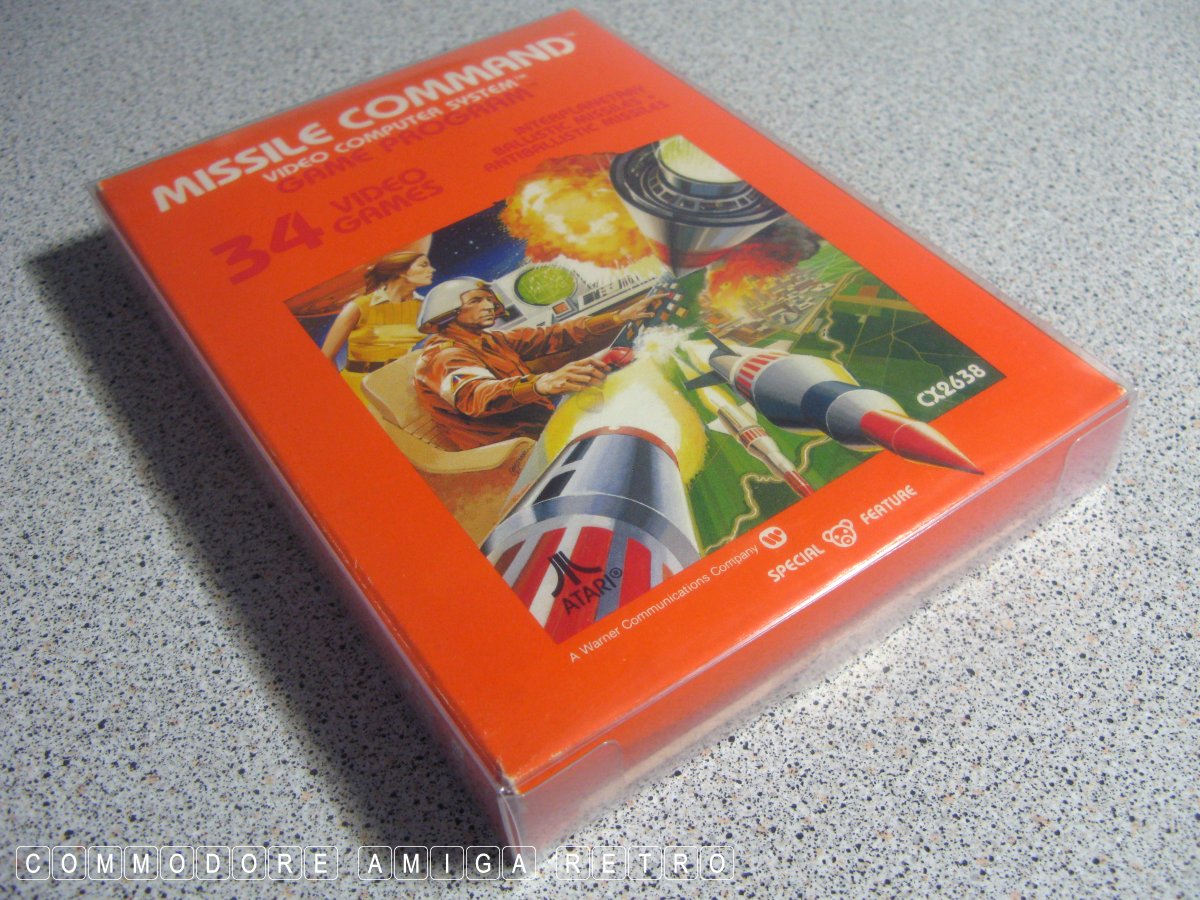 MISSILE COMMAND™
VIDEO COMPUTER SYSTEM™
GAME PROGRAM™
34 VIDEO
GAMES
INTERPLANETARY
BALLISTIC MISSILES •
ANTIBALLISTIC MISSILES
CX2638
ATARI®
A Warner Communications Company
SPECIAL FEATURE
COMMODORE AMIGA RETRO